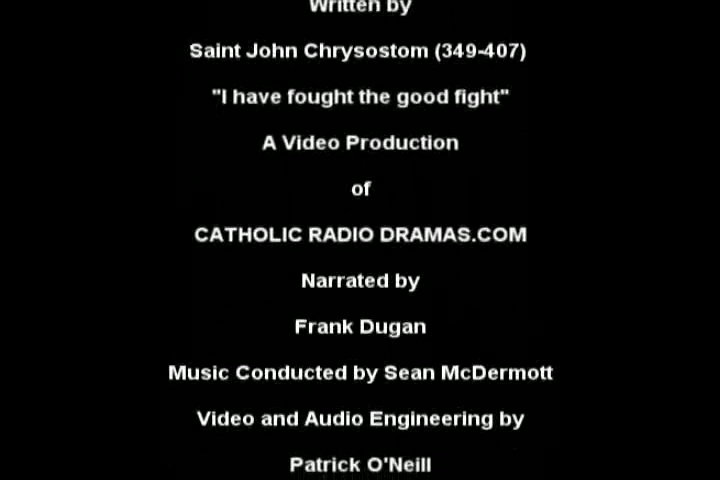 Written by
Saint John Chrysostom (349-407)
"I have fought the good fight"
A Video Production
of
CATHOLIC RADIO DRAMAS.COM
Narrated by
Frank Dugan
Music Conducted by Sean McDermott
Video and Audio Engineering by
Patrick O'Neill